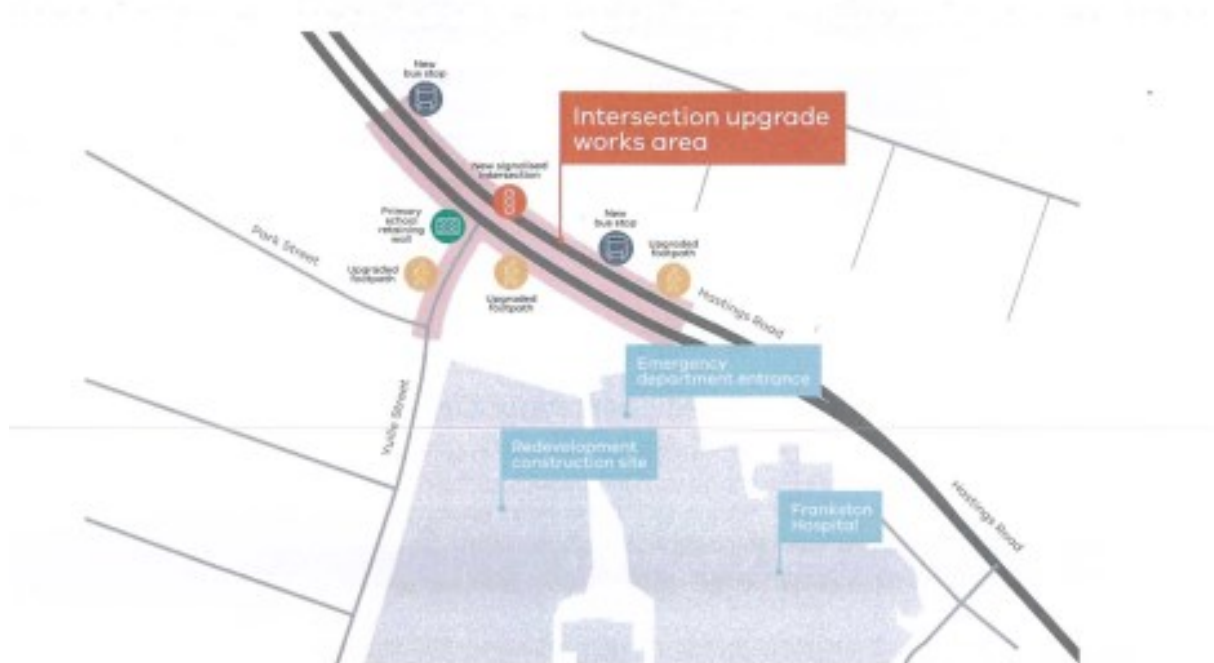 New
bus stop
Intersection upgrade
works area
New signalised
intersection
Primary
school
retaining
wall
New
bus stop
Park Street
Upgraded
footpath
Upgraded
footpath
Upgraded
footpath
Hastings Road
Emergency
department entrance
Yuille Street
Redevelopment
construction site
Frankston
Hospital
Hastings Road